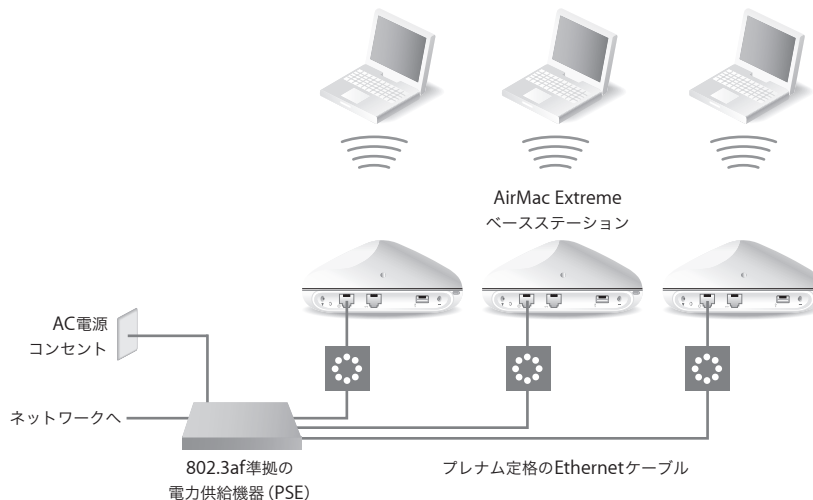 AirMac Extreme
ベースステーション
AC電源
コンセント
ネットワークへ
802.3af準拠の
電力供給機器（PSE）
プレナム定格のEthernetケーブル